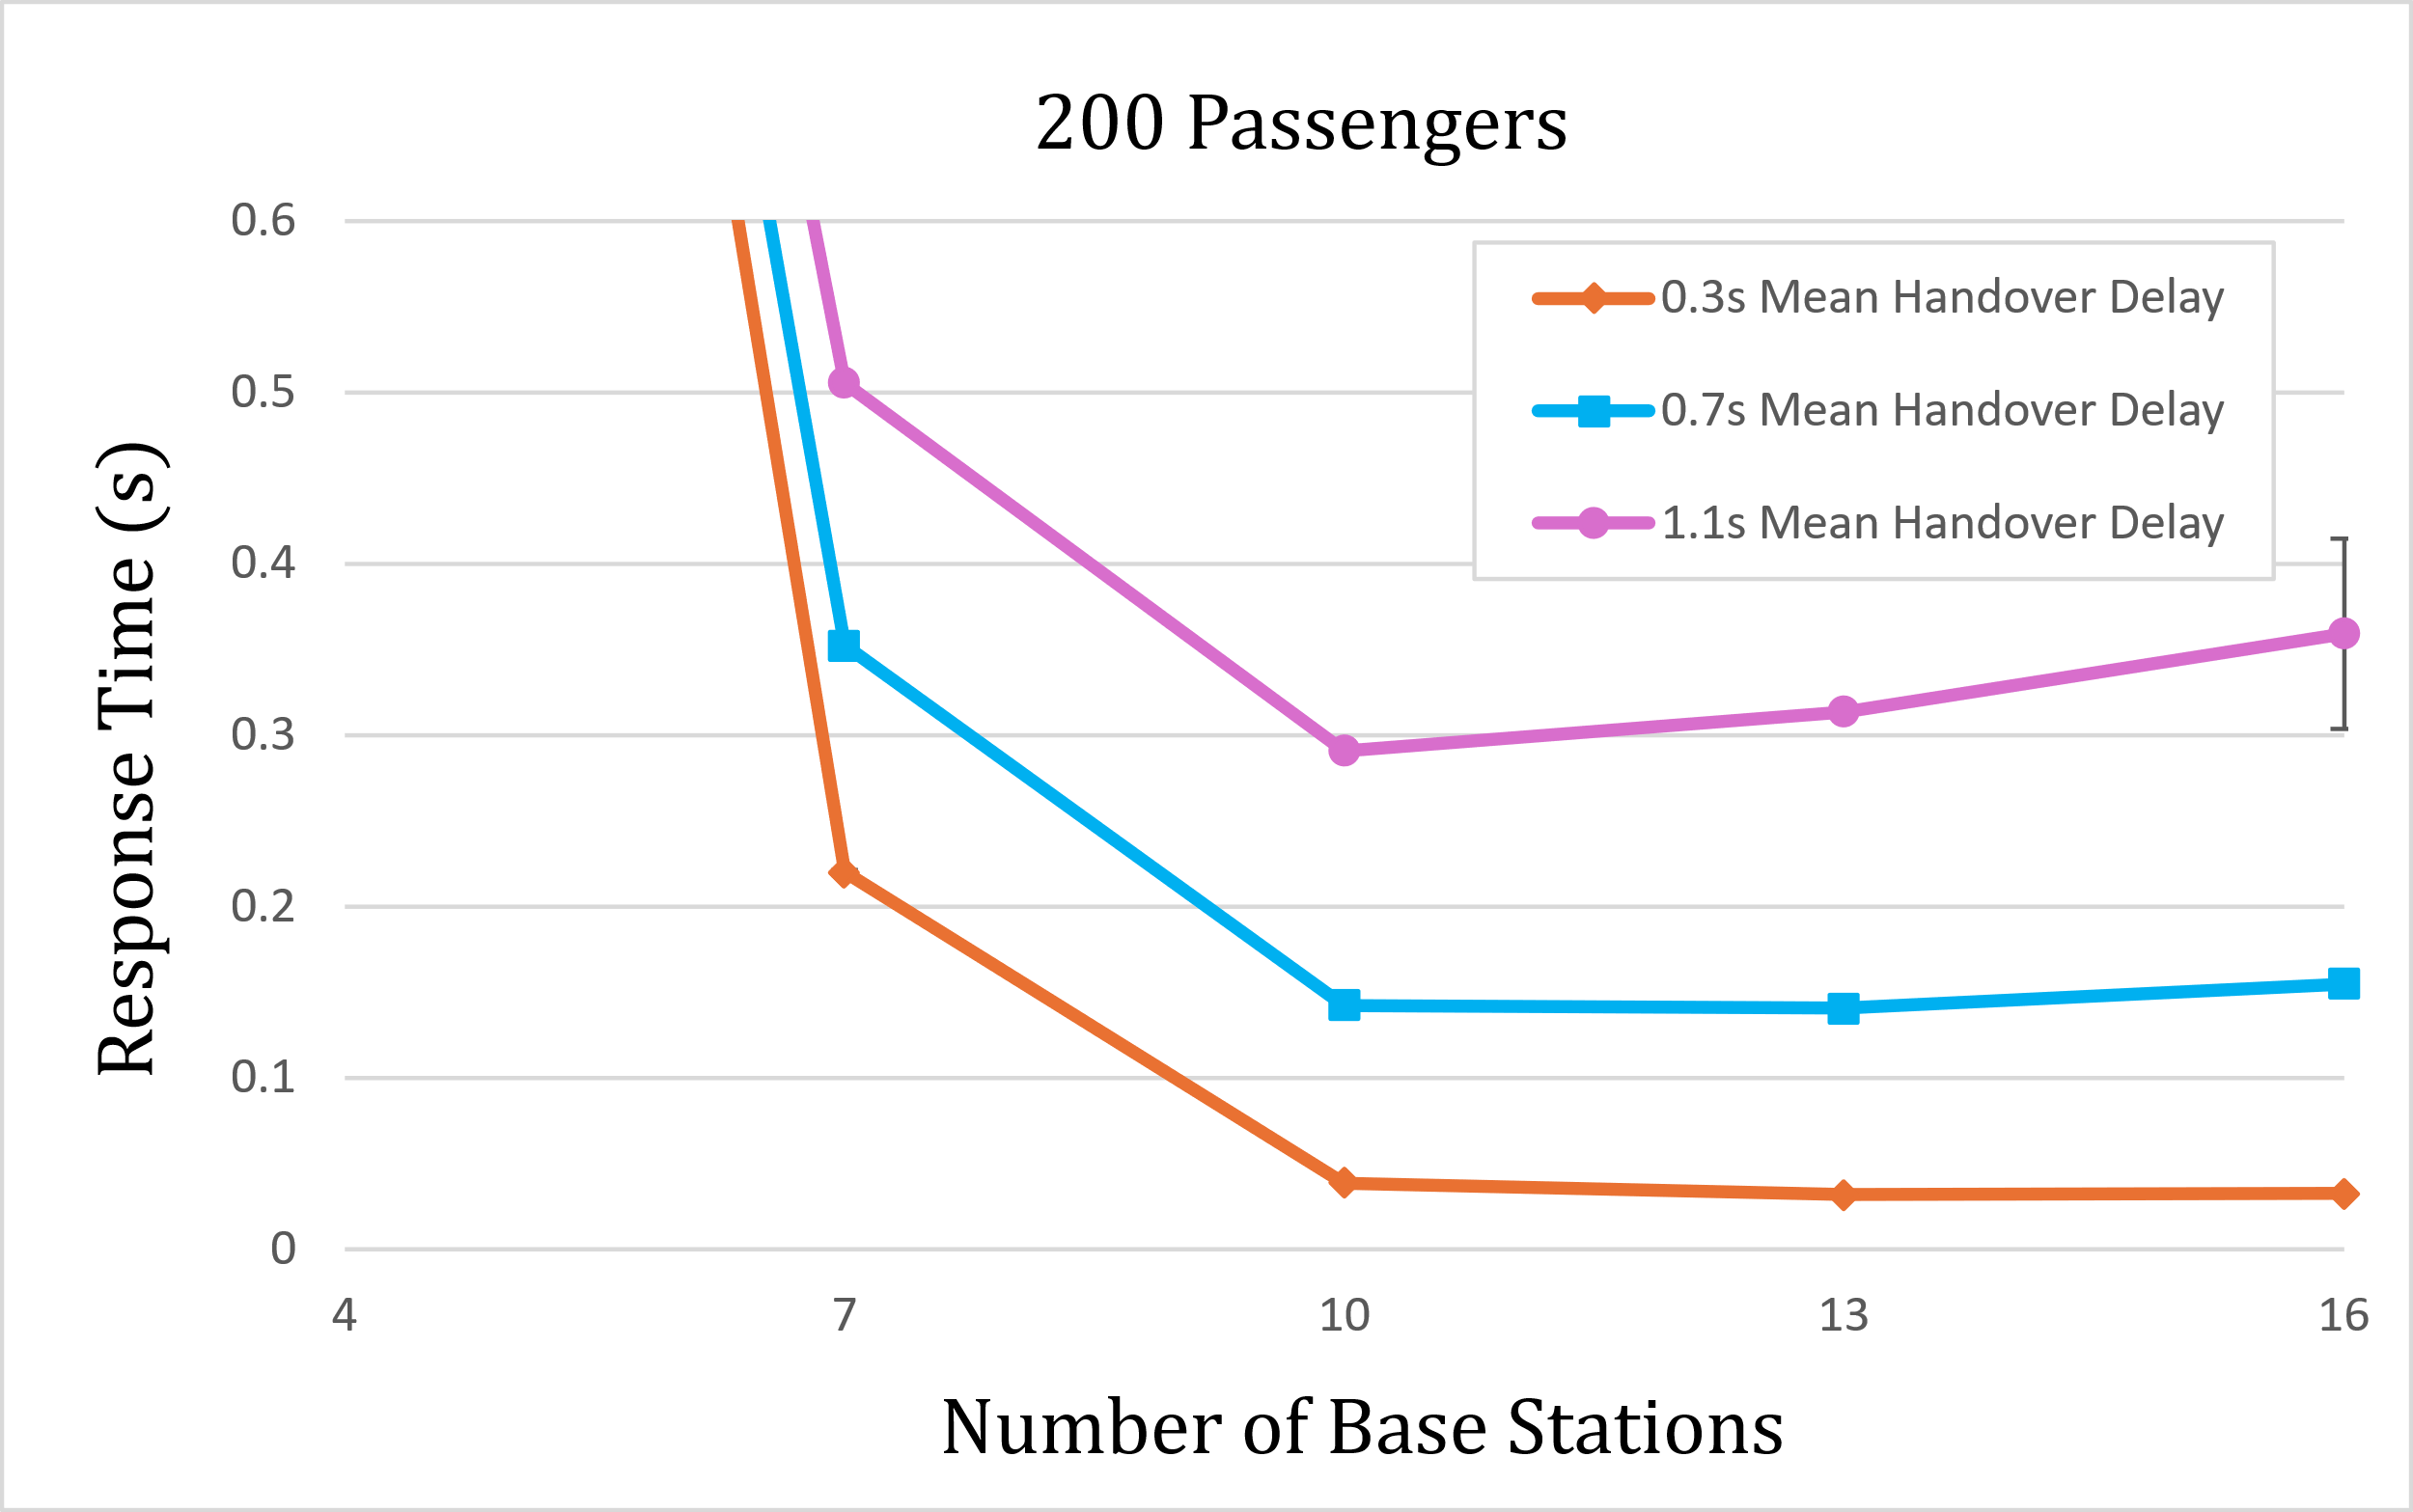 200 Passengers
0.6
0.5
0.4
0.3
0.2
0.1
0
Response Time (s)
0.3s Mean Handover Delay
0.7s Mean Handover Delay
1.1s Mean Handover Delay
4 7 10 13 16
Number of Base Stations